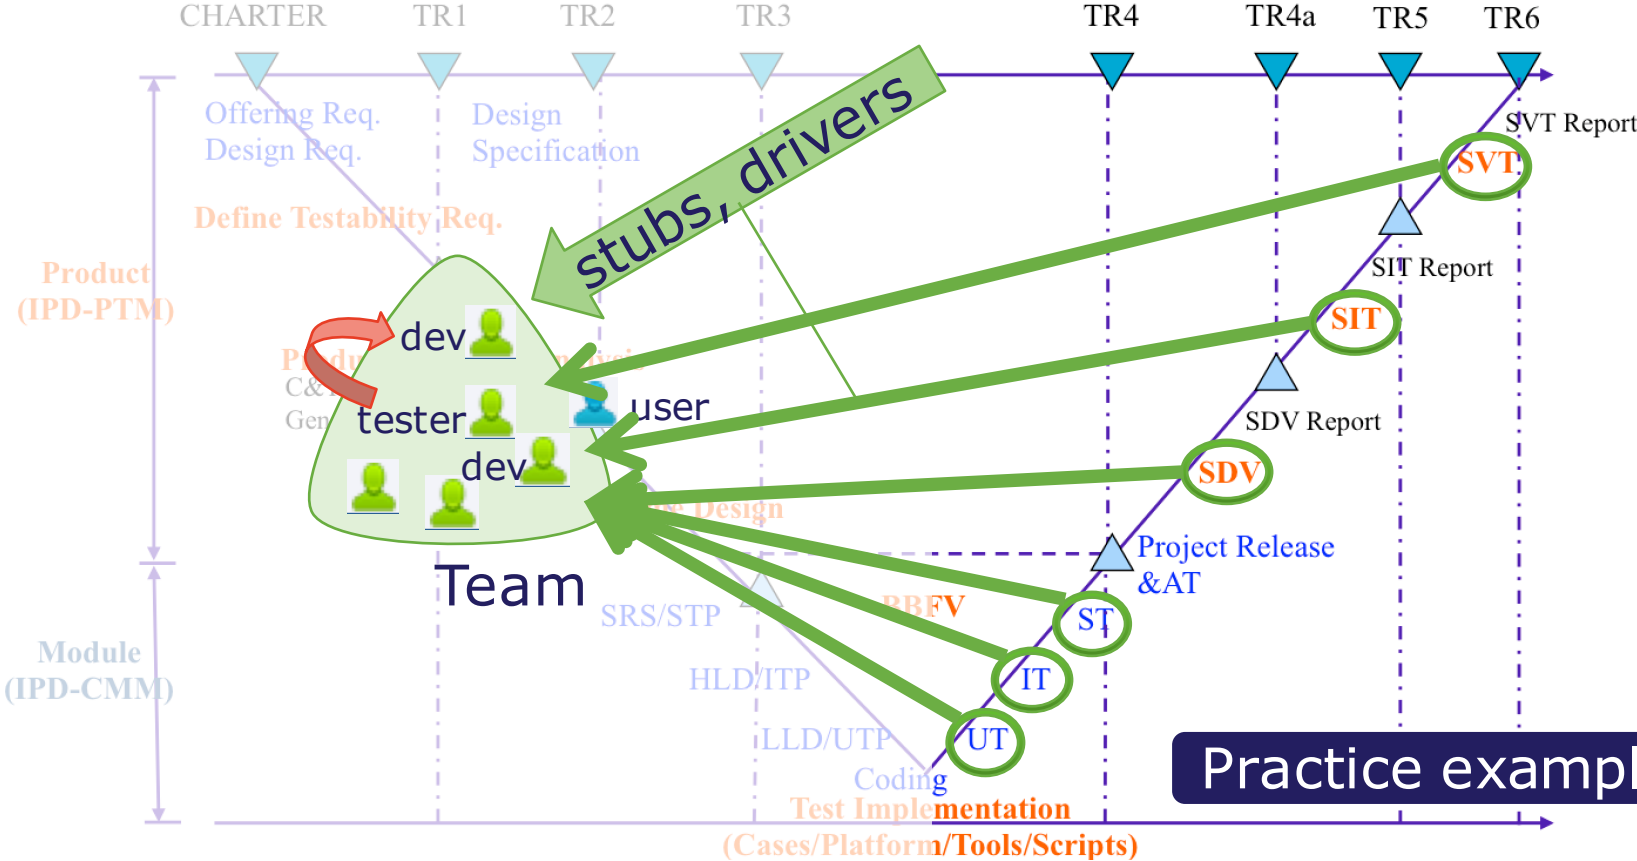 CHARTER TR1 TR2 TR3 TR4 TR4a TR5 TR6
Offering Req.
Design Req.
Design
Specification
stubs, drivers
SVT Report
SVT
Define Testability Req.
Product
(IPD-PTM)
SIT Report
SIT
dev
C&
Gen
tester
user
dev
SDV Report
SDV
Design
Team
Project Release
&AT
SRS/STP
BBFV
ST
Module
(IPD-CMM)
HLD/ITP
IT
LLD/UTP
UT
Coding
Practice exampl
Test Implementation
(Cases/Platform/Tools/Scripts)